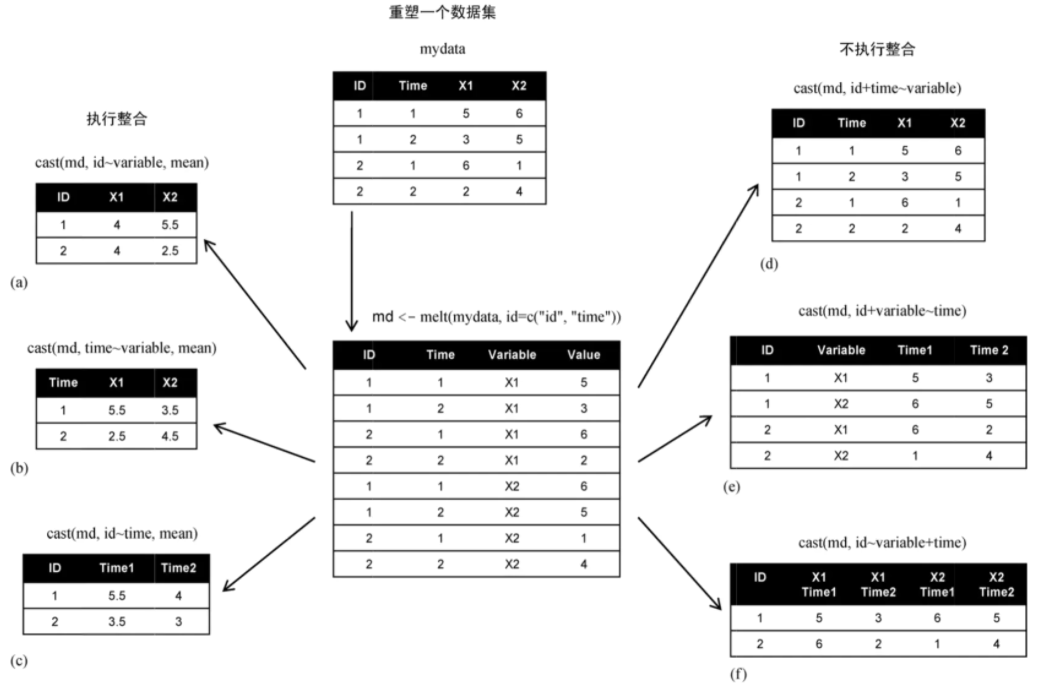 重塑一个数据集
mydata
ID Time X1 X2
1 1 5 6
1 2 3 5
2 1 6 1
2 2 2 4
执行整合
cast(md, id~variable, mean)
ID X1 X2
1 4 5.5
2 4 2.5
(a)
cast(md, time~variable, mean)
Time X1 X2
1 5.5 3.5
2 2.5 4.5
(b)
cast(md, id~time, mean)
ID Time1 Time2
1 5.5 4
2 3.5 3
(c)
md <- melt(mydata, id=c("id", "time"))
ID Time Variable Value
1 1 X1 5
1 2 X1 3
2 1 X1 6
2 2 X1 2
1 1 X2 6
1 2 X2 5
2 1 X2 1
2 2 X2 4
不执行整合
cast(md, id+time~variable)
ID Time X1 X2
1 1 5 6
1 2 3 5
2 1 6 1
2 2 2 4
(d)
cast(md, id+variable~time)
ID Variable Time1 Time 2
1 X1 5 3
1 X2 6 5
2 X1 6 2
2 X2 1 4
(e)
cast(md, id~variable+time)
ID X1 X1 X2 X2
Time1 Time2 Time1 Time2
1 5 3 6 5
2 6 2 1 4
(f)